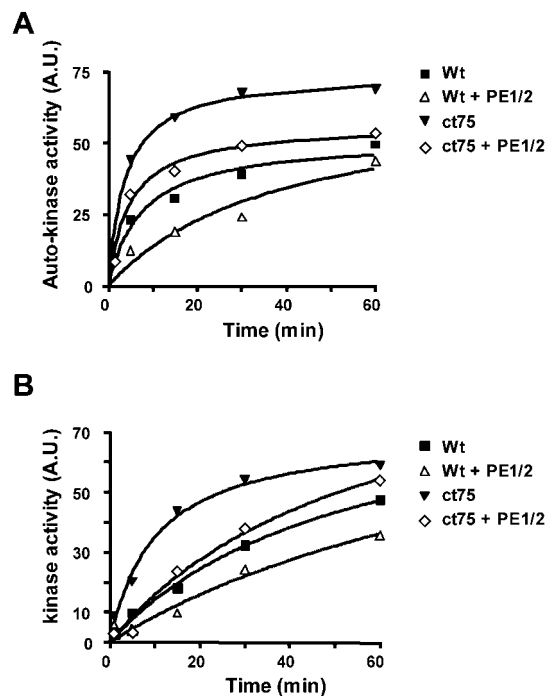 A
Auto-kinase activity (A.U.)
75
50
25
0
0
20
40
60
Time (min)
Wt
Wt + PE1/2
ct75
ct75 + PE1/2
B
kinase activity (A.U.)
70
50
30
10
0
0
20
40
60
Time (min)
Wt
Wt + PE1/2
ct75
ct75 + PE1/2